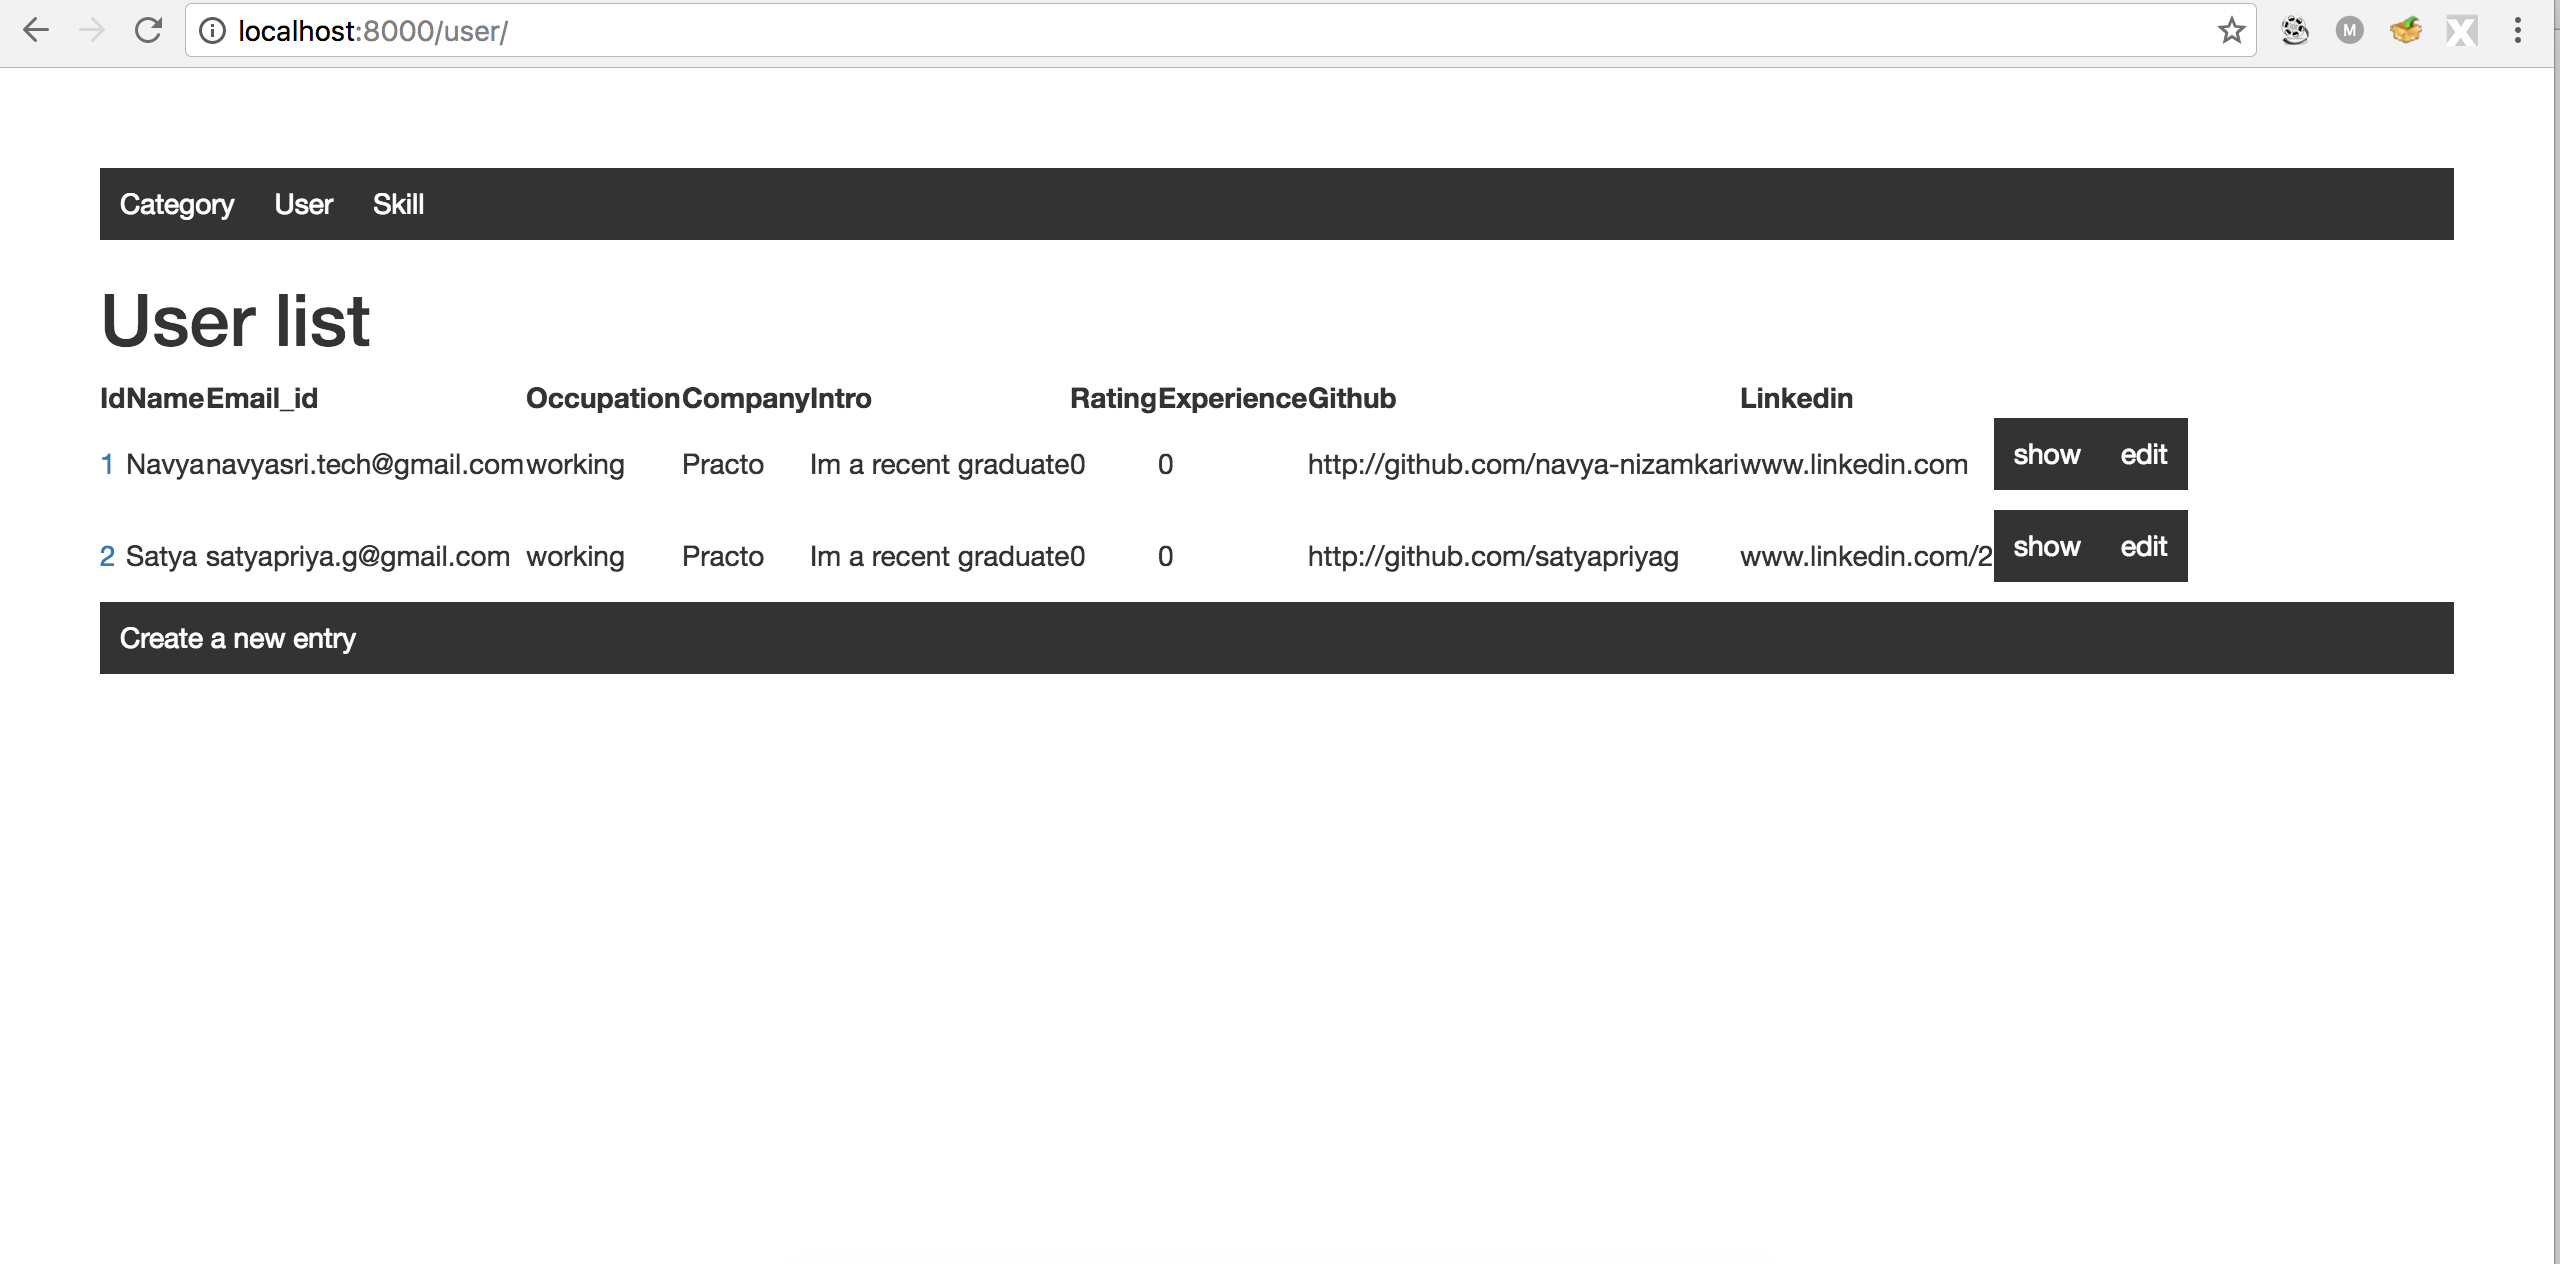 localhost:8000/user/
M
Category User Skill
User list
Id Name Email_id Occupation Company Intro Rating Experience Github Linkedin
1 Navya navyasri.tech@gmail.com working Practo Im a recent graduate 0 0 http://github.com/navya-nizamkari www.linkedin.com show edit
2 Satya satyapriya.g@gmail.com working Practo Im a recent graduate 0 0 http://github.com/satyapriyag www.linkedin.com/2 show edit
Create a new entry